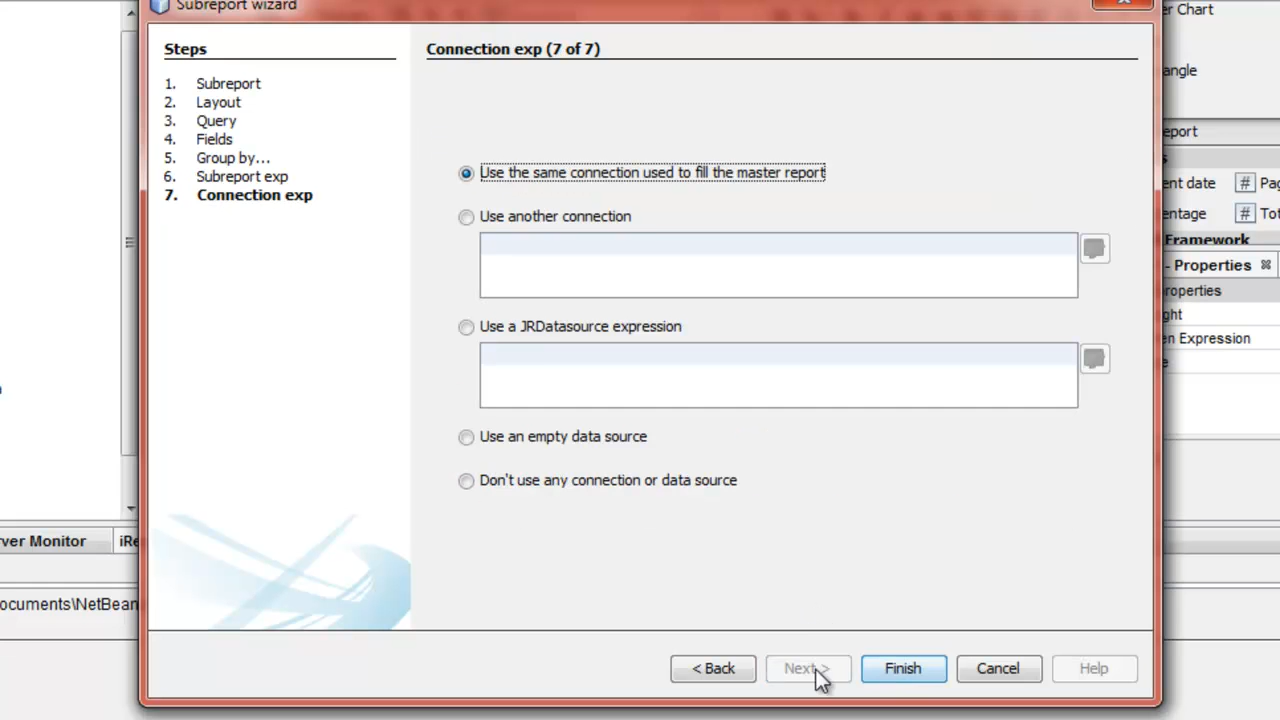 Subreport wizard
er Chart
angle
eport
s
ent date # Pag
entage # Tot
Framework
- Properties
roperties
ght
en Expression
e
Steps
1. Subreport
2. Layout
3. Query
4. Fields
5. Group by...
6. Subreport exp
7. Connection exp
Connection exp (7 of 7)
Use the same connection used to fill the master report
Use another connection
Use a JRDatasource expression
Use an empty data source
Don't use any connection or data source
ver Monitor
iRe
ocuments\NetBean
< Back
Next >
Finish
Cancel
Help